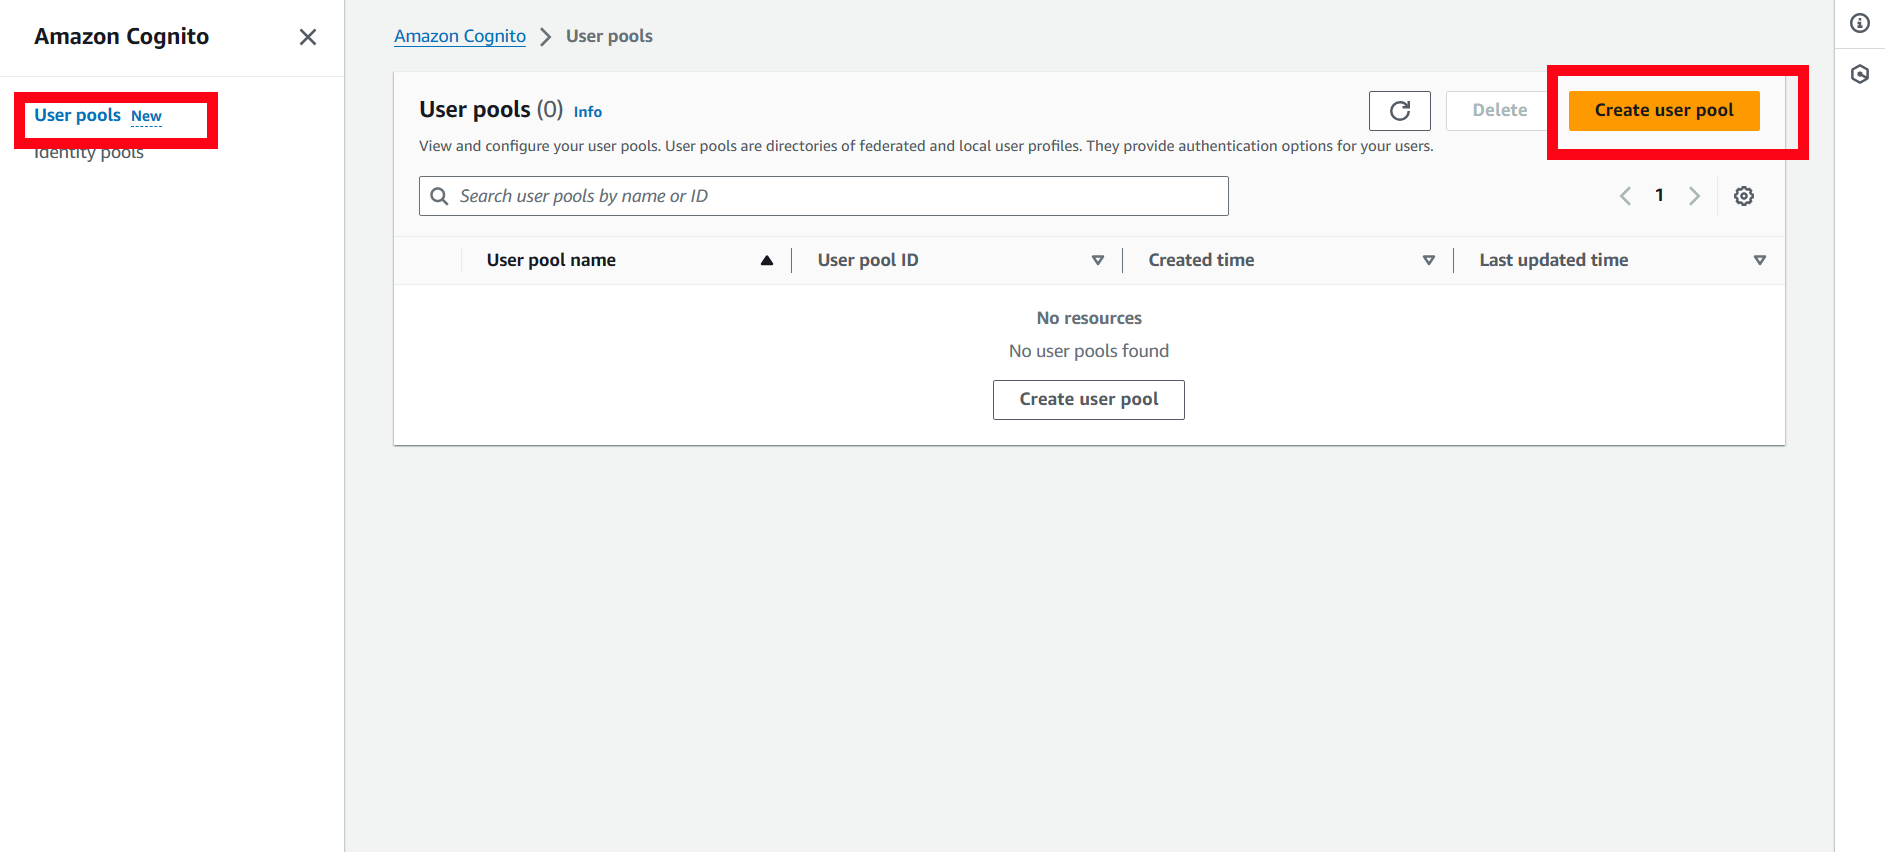 Amazon Cognito
User pools New
Identity pools
Amazon Cognito > User pools
User pools (0) Info
Delete
Create user pool
View and configure your user pools. User pools are directories of federated and local user profiles. They provide authentication options for your users.
Search user pools by name or ID
1
User pool name
User pool ID
Created time
Last updated time
No resources
No user pools found
Create user pool